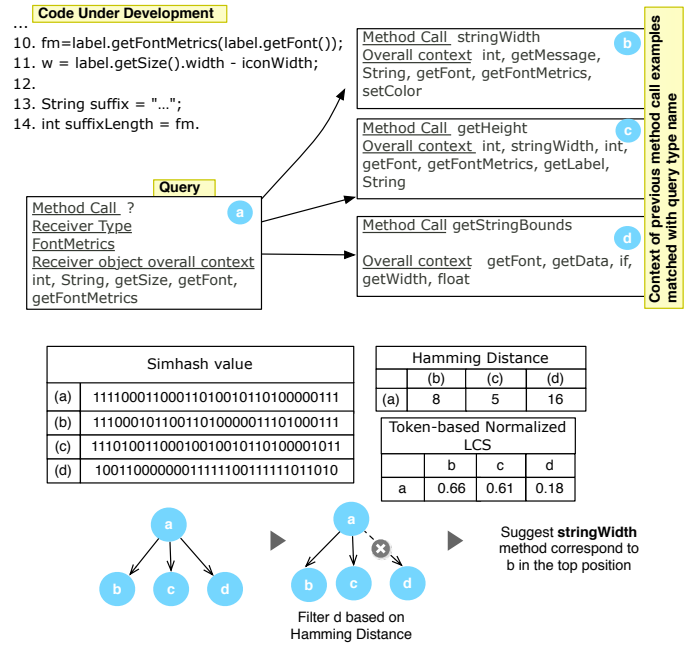 Code Under Development
...
10. fm=label.getFontMetrics(label.getFont());
11. w = label.getSize().width - iconWidth;
12.
13. String suffix = "...";
14. int suffixLength = fm.
Query
a
Method Call ?
Receiver Type
FontMetrics
Receiver object overall context
int, String, getSize, getFont,
getFontMetrics
b
Method Call stringWidth
Overall context int, getMessage,
String, getFont, getFontMetrics,
setColor
c
Method Call getHeight
Overall context int, stringWidth, int,
getFont, getFontMetrics, getLabel,
String
d
Method Call getStringBounds
Overall context getFont, getData, if,
getWidth, float
Context of previous method call examples
matched with query type name
Simhash value
(a) 11110001100011010010110100000111
(b) 11100010110011010000011101000111
(c) 11101001100010010010110100001011
(d) 1001100000001111110011111101​1010
Hamming Distance
(b) (c) (d)
(a) 8 5 16
Token-based Normalized
LCS
b c d
a 0.66 0.61 0.18
a
b c d
a
b c d
Filter d based on
Hamming Distance
Suggest stringWidth
method correspond to
b in the top position